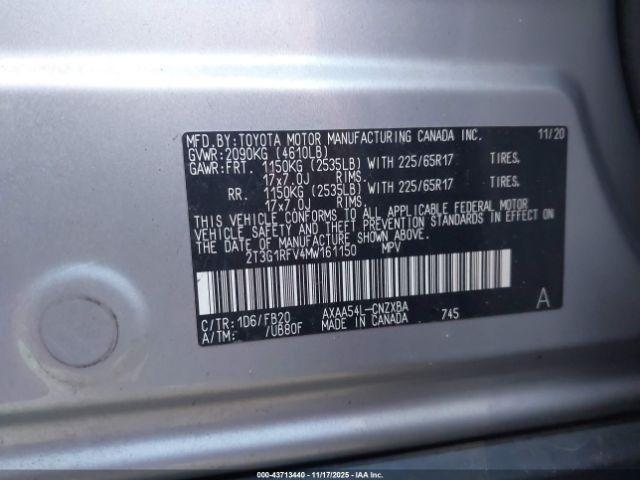 MFD.BY:TOYOTA MOTOR MANUFACTURING CANADA INC. 11/20
GVWR:2090KG (4610LB)
GAWR:FRT. 1150KG (2535LB) WITH 225/65R17 TIRES.
17x7.0J RIMS
RR. 1150KG (2535LB) WITH 225/65R17 TIRES.
17x7.0J RIMS
THIS VEHICLE CONFORMS TO ALL APPLICABLE FEDERAL MOTOR
VEHICLE SAFETY AND THEFT PREVENTION STANDARDS IN EFFECT ON
THE DATE OF MANUFACTURE SHOWN ABOVE.
2T3G1RFV4MW161150 MPV
C/TR:1D6/FB20 AXAA54L-CNZXBA A
A/TM: /UB80F MADE IN CANADA 745
000-43713440 - 11/17/2025 - IAA Inc.